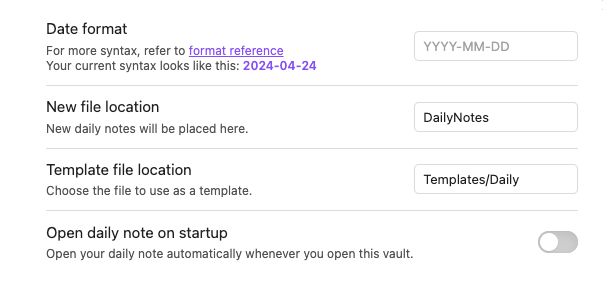 Date format
For more syntax, refer to format reference
Your current syntax looks like this: 2024-04-24
YYYY-MM-DD
New file location
New daily notes will be placed here.
DailyNotes
Template file location
Choose the file to use as a template.
Templates/Daily
Open daily note on startup
Open your daily note automatically whenever you open this vault.